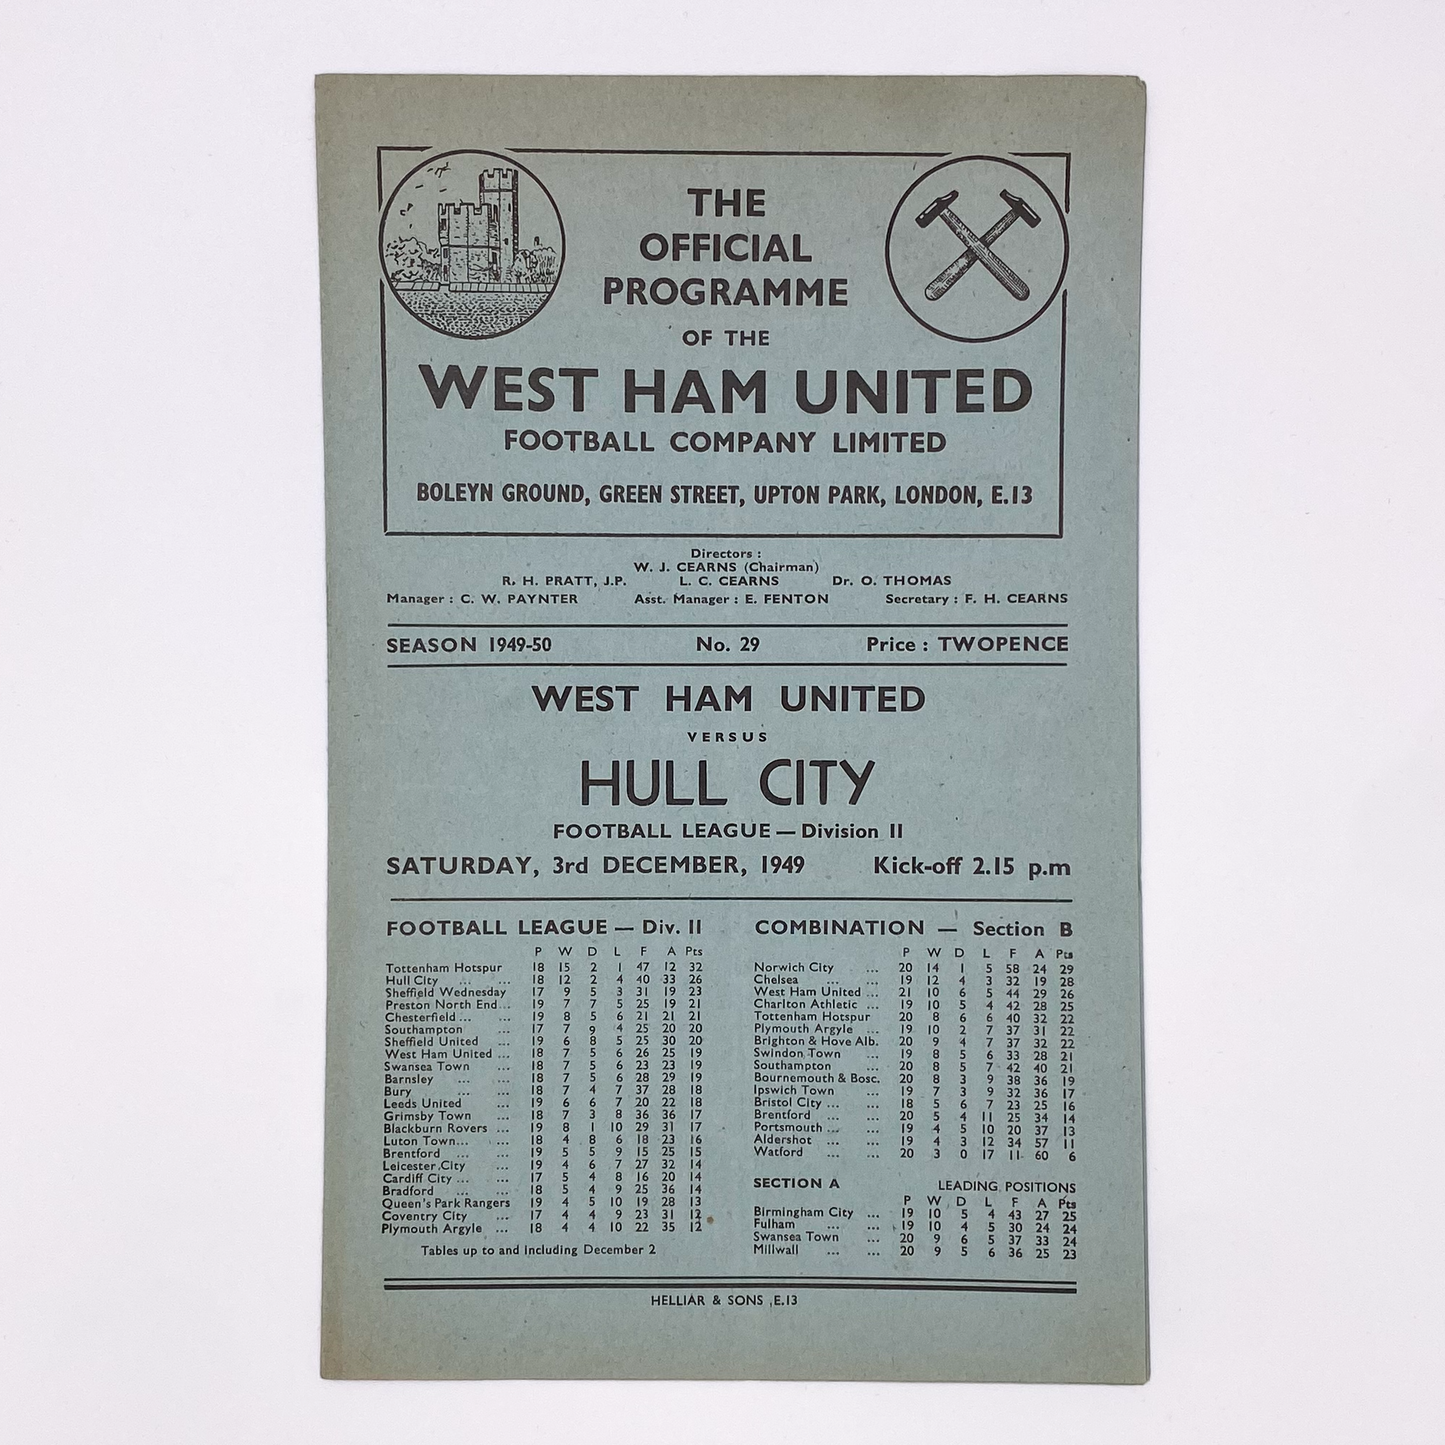 THE
OFFICIAL
PROGRAMME
OF THE
WEST HAM UNITED
FOOTBALL COMPANY LIMITED
BOLEYN GROUND, GREEN STREET, UPTON PARK, LONDON, E.13
Directors :
W. J. CEARNS (Chairman)
R. H. PRATT, J.P. L. C. CEARNS Dr. O. THOMAS
Manager : C. W. PAYNTER Asst. Manager : E. FENTON Secretary : F. H. CEARNS
SEASON 1949-50 No. 29 Price : TWOPENCE
WEST HAM UNITED
VERSUS
HULL CITY
FOOTBALL LEAGUE — Division II
SATURDAY, 3rd DECEMBER, 1949 Kick-off 2.15 p.m
FOOTBALL LEAGUE — Div. II
P W D L F A Pts
Tottenham Hotspur 18 15 2 1 47 12 32
Hull City ... ... 18 12 2 4 40 33 26
Sheffield Wednesday 17 9 5 3 31 19 23
Preston North End... 19 7 7 5 25 19 21
Chesterfield ... ... 19 8 5 6 21 21 21
Southampton ... 17 7 9 4 25 20 20
Sheffield United ... 19 6 8 5 25 30 20
West Ham United ... 18 7 5 6 26 25 19
Swansea Town ... 18 7 5 6 23 23 19
Barnsley ... ... 18 7 5 6 28 29 19
Bury ... ... 18 7 4 7 37 28 18
Leeds United ... 19 6 6 7 20 22 18
Grimsby Town ... 18 7 3 8 36 36 17
Blackburn Rovers ... 19 8 1 10 29 31 17
Luton Town... ... 18 4 8 6 18 23 16
Brentford ... ... 19 5 5 9 15 25 15
Leicester City ... 19 4 6 7 27 32 14
Cardiff City ... ... 17 5 4 8 16 20 14
Bradford ... ... 18 5 4 9 25 36 14
Queen's Park Rangers 19 4 5 10 19 28 13
Coventry City ... 17 4 4 9 23 31 12
Plymouth Argyle ... 18 4 4 10 22 35 12
Tables up to and including December 2
COMBINATION — Section B
P W D L F A Pts
Norwich City ... 20 14 1 5 58 24 29
Chelsea ... ... 19 12 4 3 32 19 28
West Ham United ... 21 10 6 5 44 29 26
Charlton Athletic ... 19 10 5 4 42 28 25
Tottenham Hotspur 20 8 6 6 40 32 22
Plymouth Argyle ... 19 10 2 7 37 31 22
Brighton & Hove Alb. 20 9 4 7 37 32 22
Swindon Town ... 19 8 5 6 33 28 21
Southampton ... 20 8 5 7 42 40 21
Bournemouth & Bosc. 20 8 3 9 38 36 19
Ipswich Town ... 19 7 3 9 32 36 17
Bristol City ... ... 18 5 6 7 23 25 16
Brentford ... ... 20 5 4 11 25 34 14
Portsmouth ... ... 19 4 5 10 20 37 13
Aldershot ... ... 19 4 3 12 34 57 11
Watford ... ... 20 3 0 17 11 60 6
SECTION A LEADING POSITIONS
P W D L F A Pts
Birmingham City ... 19 10 5 4 43 27 25
Fulham ... ... 19 10 4 5 30 24 24
Swansea Town ... 20 9 6 5 37 33 24
Millwall ... ... 20 9 5 6 36 25 23
HELLIAR & SONS ,E.13